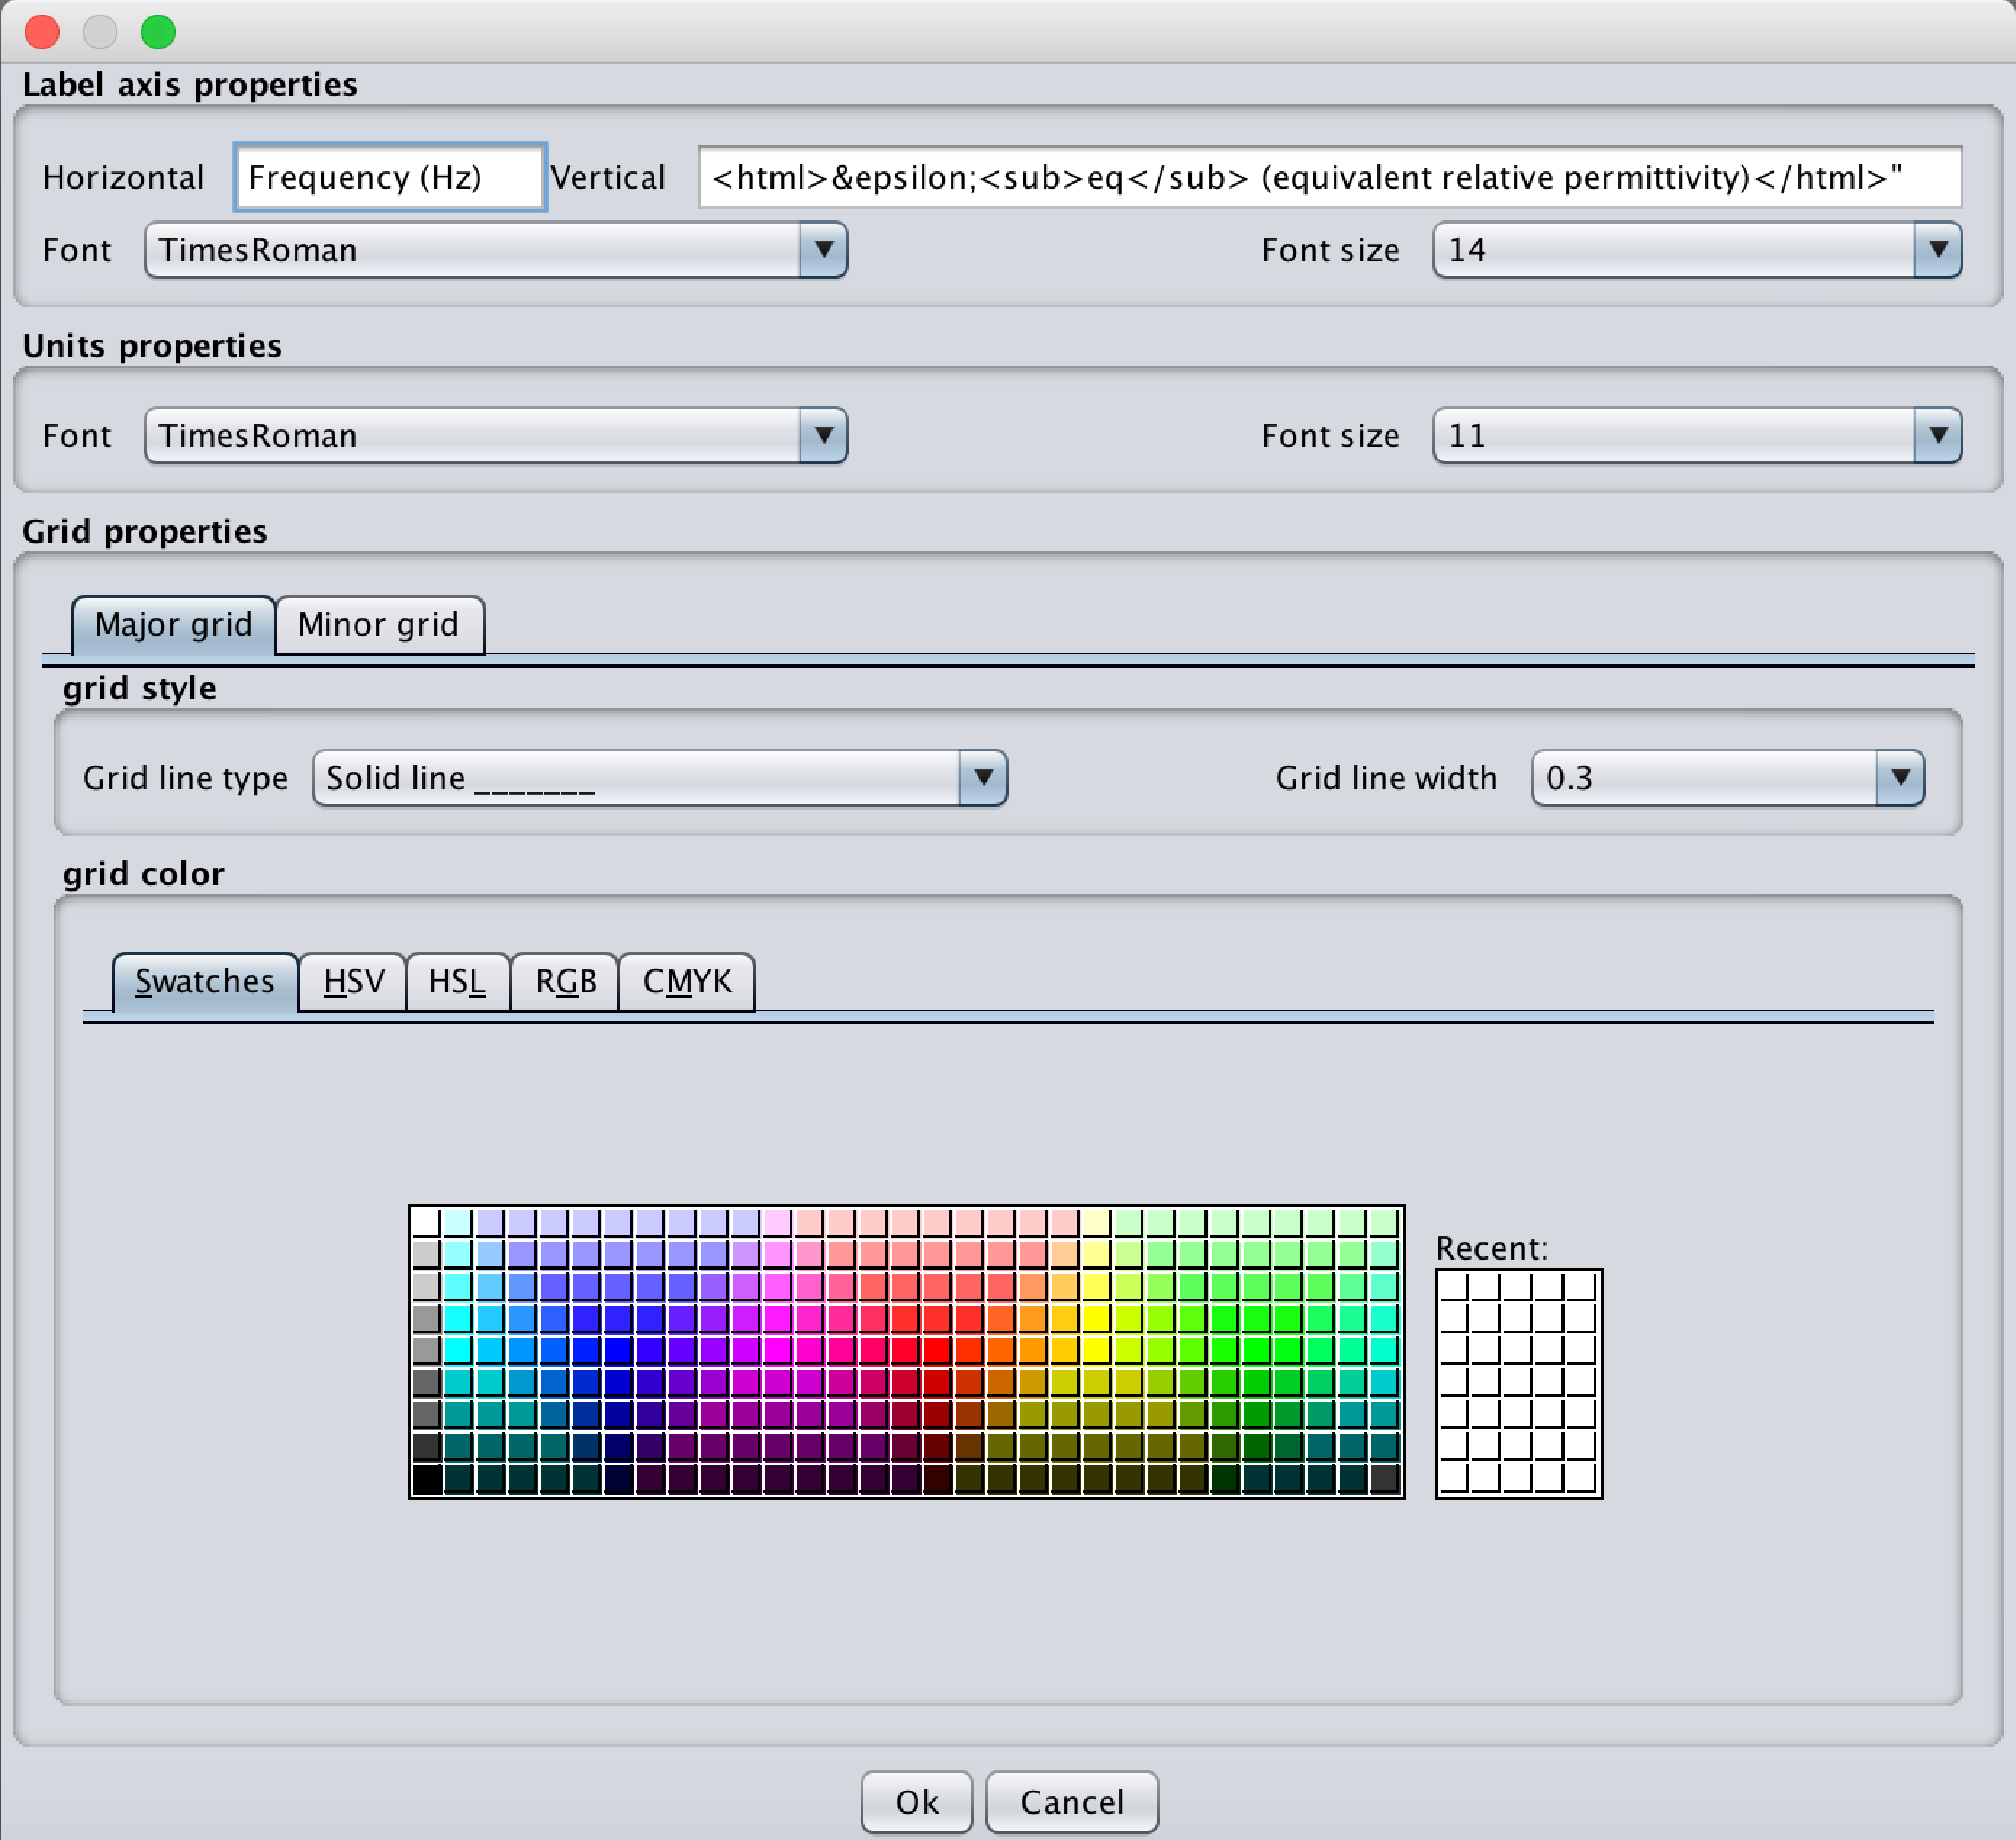 Label axis properties
Horizontal Frequency (Hz) Vertical <html>&epsilon;<sub>eq</sub> (equivalent relative permittivity)</html>"
Font TimesRoman Font size 14
Units properties
Font TimesRoman Font size 11
Grid properties
Major grid Minor grid
grid style
Grid line type Solid line _______ Grid line width 0.3
grid color
Swatches HSV HSL RGB CMYK
Recent:
Ok Cancel